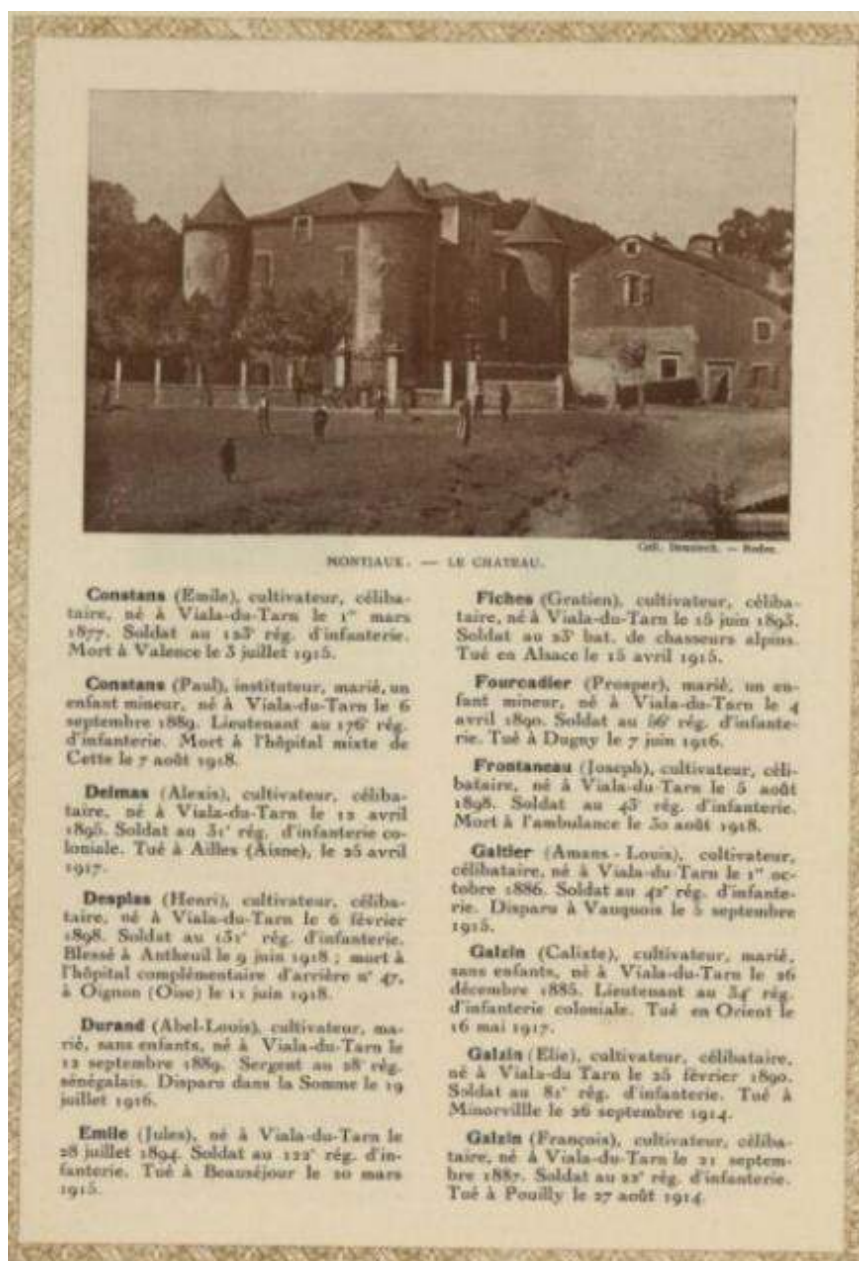 MONTJAUX. — LE CHATEAU.
Constans (Emile), cultivateur, céliba-
taire, né à Viala-du-Tarn le 1er mars
1877. Soldat au 123e rég. d'infanterie.
Mort à Valence le 3 juillet 1915.
Constans (Paul), instituteur, marié, un
enfant mineur, né à Viala-du-Tarn le 6
septembre 1889. Lieutenant au 176e rég.
d'infanterie. Mort à l'hôpital mixte de
Cette le 7 août 1918.
Delmas (Alexis), cultivateur, céliba-
taire, né à Viala-du-Tarn le 12 avril
1895. Soldat au 31e rég. d'infanterie co-
loniale. Tué à Ailles (Aisne), le 25 avril
1917.
Desplas (Henri), cultivateur, céliba-
taire, né à Viala-du-Tarn le 6 février
1898. Soldat au 131e rég. d'infanterie.
Blessé à Antheuil le 9 juin 1918 ; mort à
l'hôpital complémentaire d'arrière n° 47,
à Oignon (Oise) le 11 juin 1918.
Durand (Abel-Louis), cultivateur, ma-
rié, sans enfants, né à Viala-du-Tarn le
12 septembre 1889. Sergent au 28e rég.
sénégalais. Disparu dans la Somme le 19
juillet 1916.
Emile (Jules), né à Viala-du-Tarn le
28 juillet 1894. Soldat au 122e rég. d'in-
fanterie. Tué à Beauséjour le 20 mars
1915.
Fiches (Gratien), cultivateur, céliba-
taire, né à Viala-du-Tarn le 15 juin 1893.
Soldat au 23e bat. de chasseurs alpins.
Tué en Alsace le 15 avril 1915.
Fourcadier (Prosper), marié, un en-
fant mineur, né à Viala-du-Tarn le 4
avril 1890. Soldat au 56e rég. d'infante-
rie. Tué à Dugny le 7 juin 1916.
Frontaneau (Joseph), cultivateur, céli-
bataire, né à Viala-du-Tarn le 5 août
1898. Soldat au 43e rég. d'infanterie.
Mort à l'ambulance le 30 août 1918.
Galtier (Amans-Louis), cultivateur,
célibataire, né à Viala-du Tarn le 1er oc-
tobre 1886. Soldat au 42e rég. d'infante-
rie. Disparu à Vauquois le 5 septembre
1915.
Galzin (Calixte), cultivateur, marié,
sans enfants, né à Viala-du-Tarn le 26
décembre 1885. Lieutenant au 34e rég.
d'infanterie coloniale. Tué en Orient le
16 mai 1917.
Galzin (Elie), cultivateur, célibataire,
né à Viala-du Tarn le 25 février 1890.
Soldat au 81e rég. d'infanterie. Tué à
Minorvillle le 26 septembre 1914.
Galzin (François), cultivateur, céliba-
taire, né à Viala-du-Tarn le 21 septem-
bre 1887. Soldat au 22e rég. d'infanterie.
Tué à Pouilly le 27 août 1914.